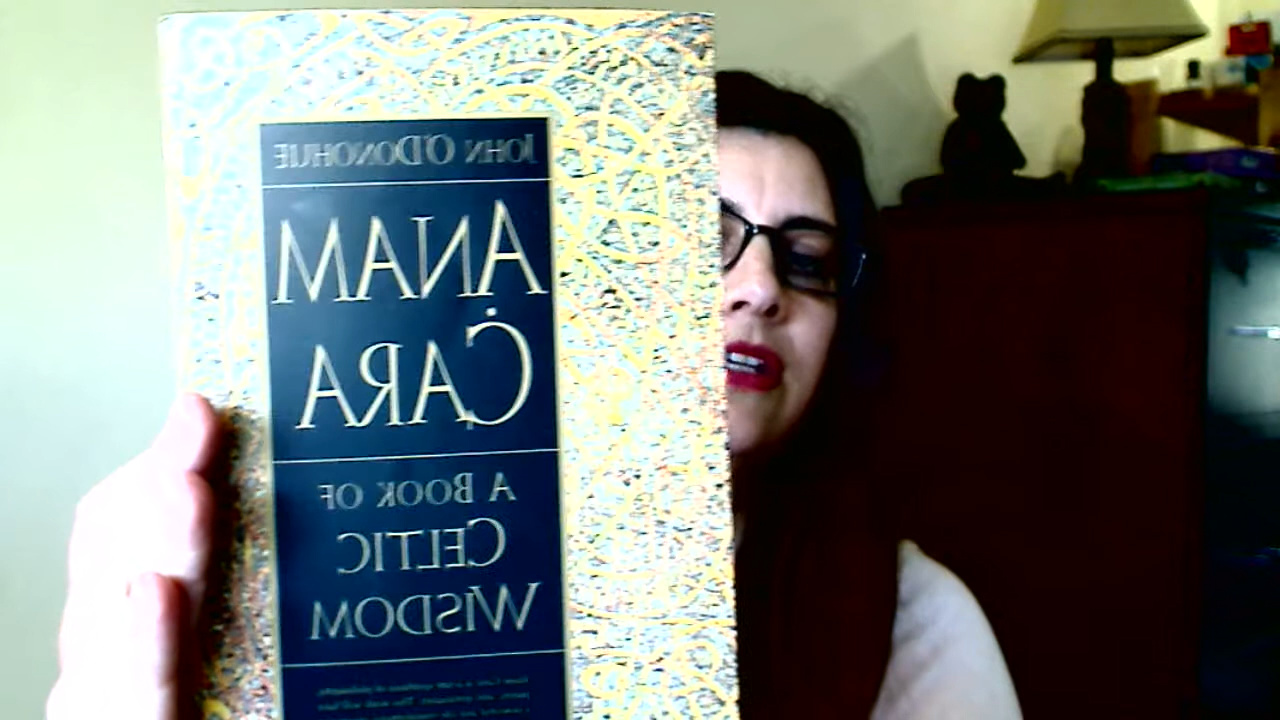 JOHN O'DONOHUE
ANAM
ĊARA
A BOOK OF
CELTIC
WISDOM